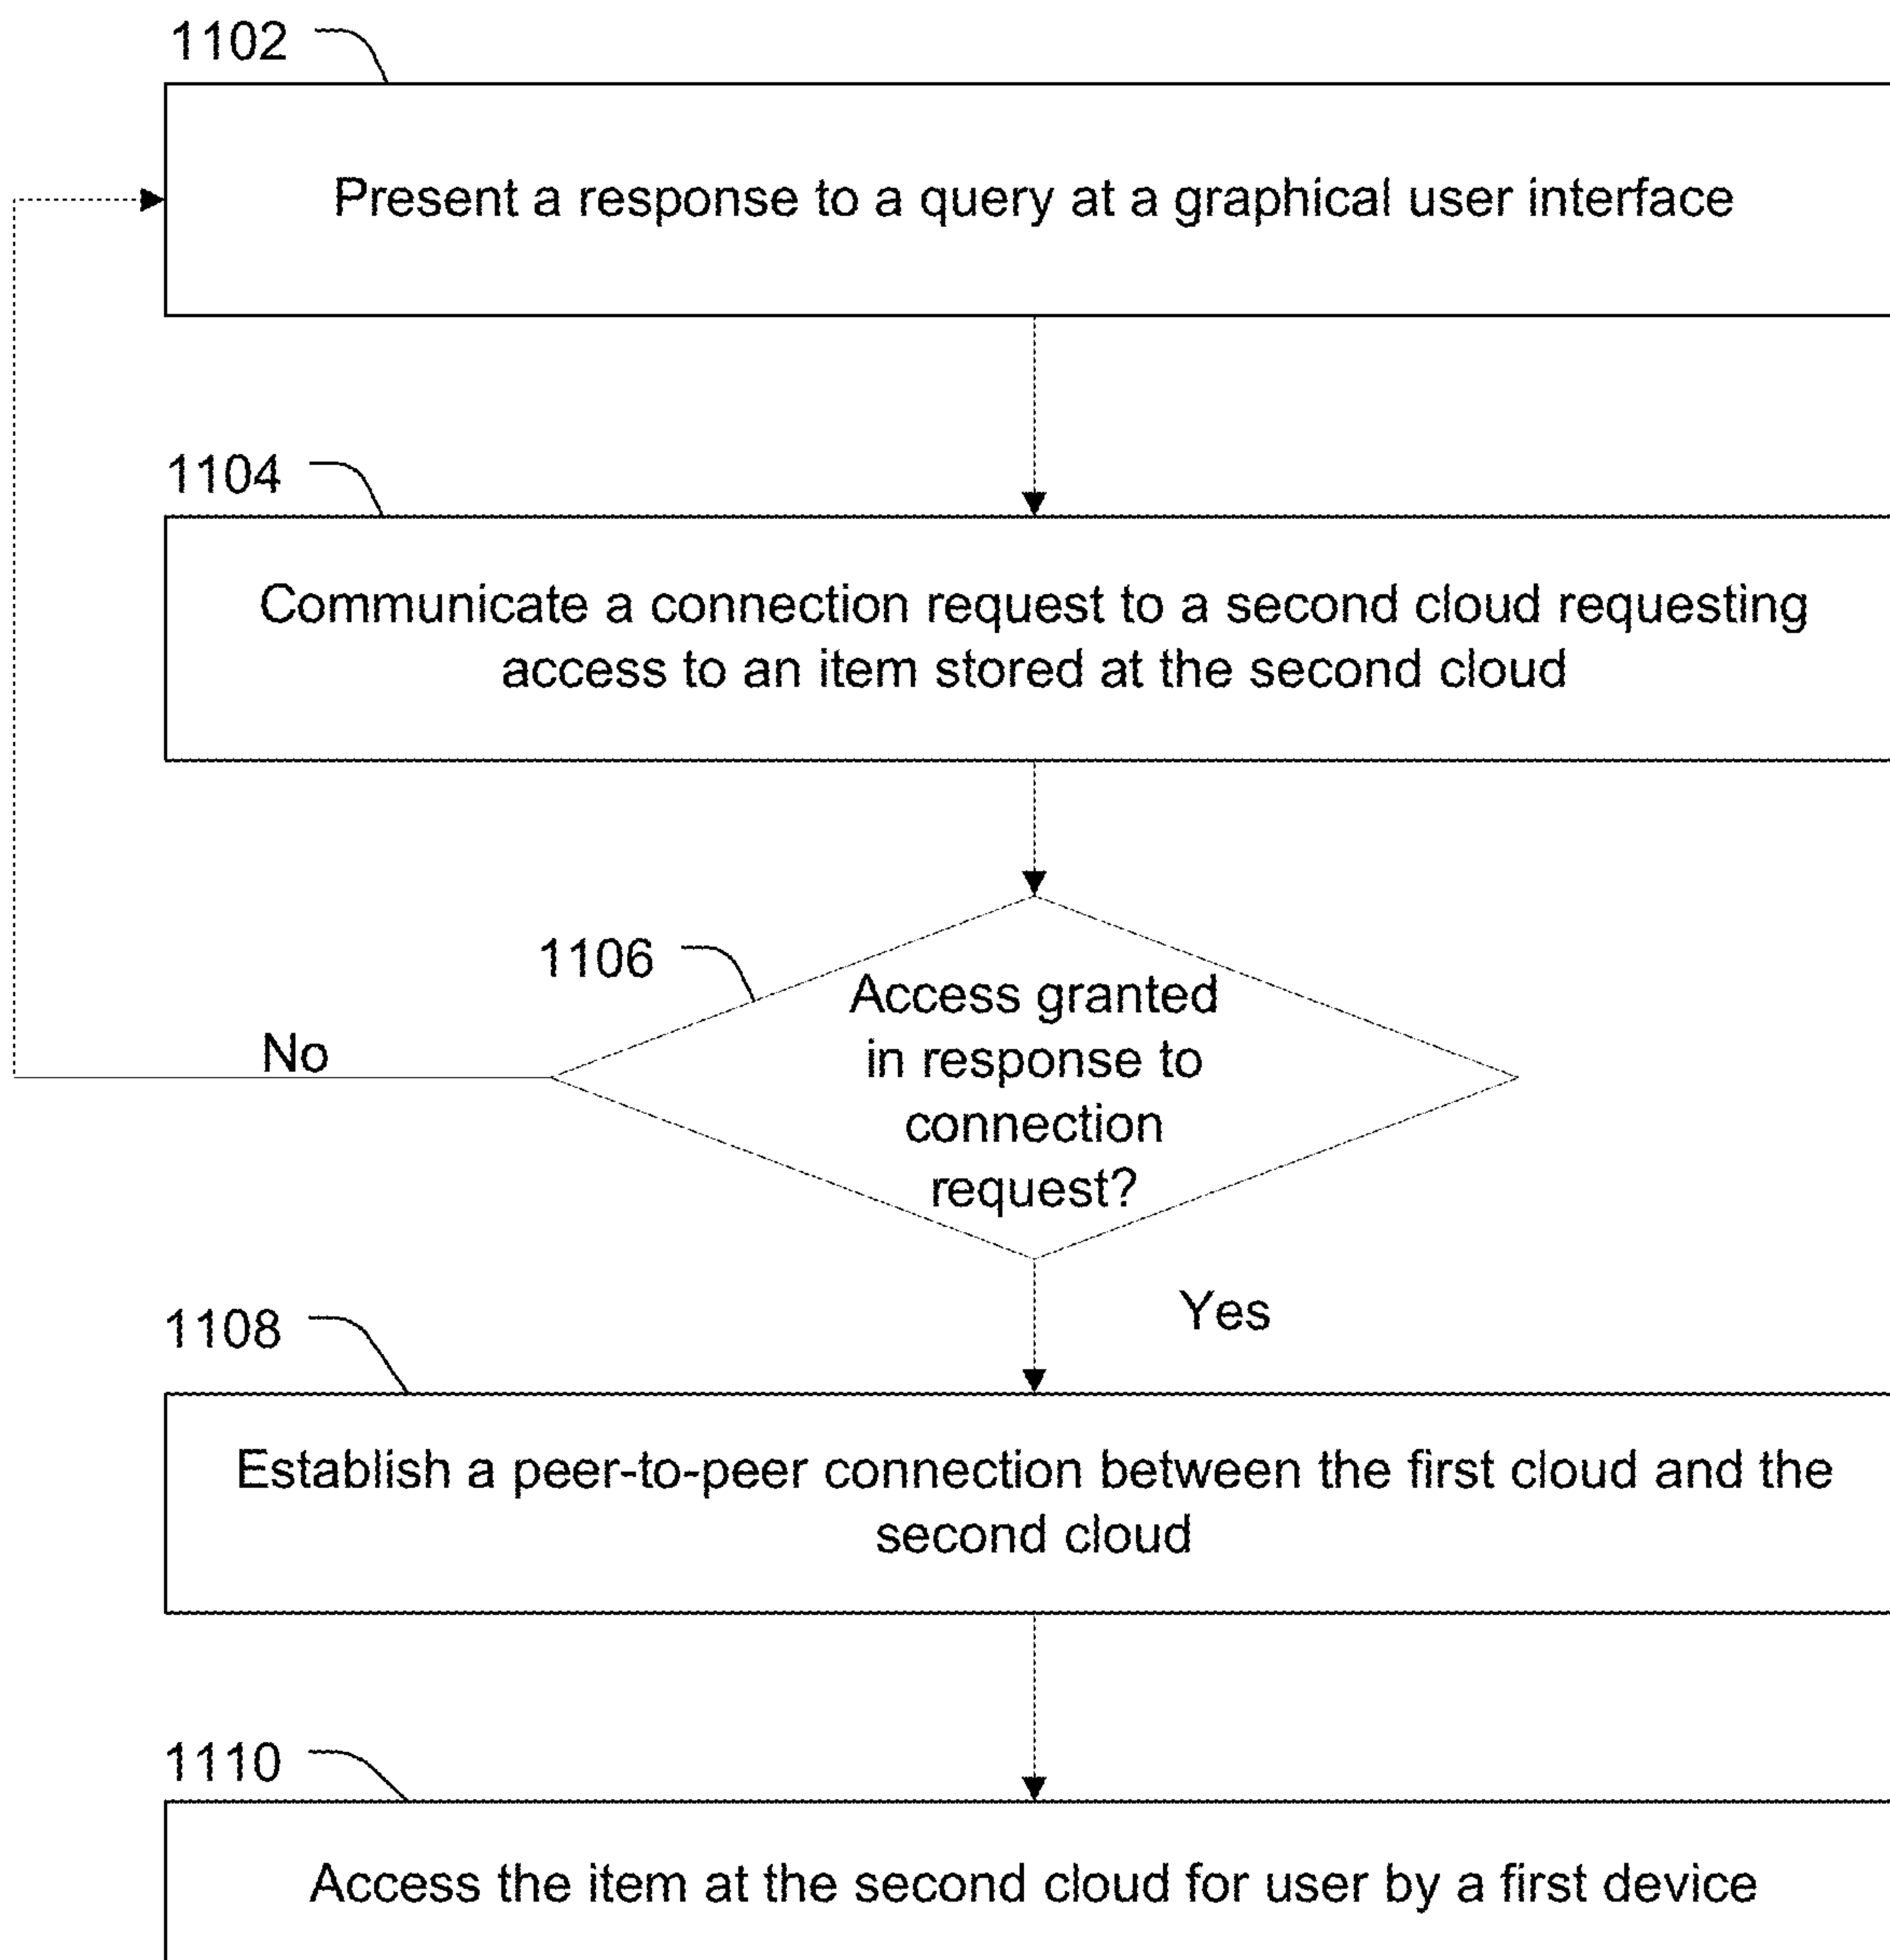 1102
Present a response to a query at a graphical user interface
1104
Communicate a connection request to a second cloud requesting
access to an item stored at the second cloud
1106
Access granted
in response to
connection
request?
No
Yes
1108
Establish a peer-to-peer connection between the first cloud and the
second cloud
1110
Access the item at the second cloud for user by a first device